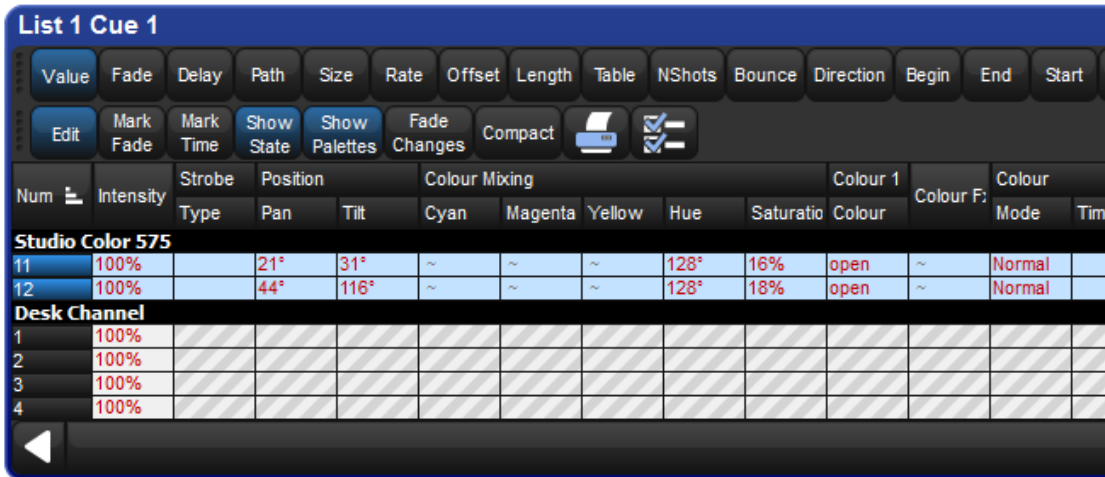 List 1 Cue 1
Value Fade Delay Path Size Rate Offset Length Table NShots Bounce Direction Begin End Start
Edit Mark Fade Mark Time Show State Show Palettes Fade Changes Compact
Num Intensity Strobe Position Colour Mixing Colour 1 Colour Fx Colour
Type Pan Tilt Cyan Magenta Yellow Hue Saturatio Colour Mode Tim
Studio Color 575
11 100% 21° 31° ~ ~ ~ 128° 16% open ~ Normal
12 100% 44° 116° ~ ~ ~ 128° 18% open ~ Normal
Desk Channel
1 100%
2 100%
3 100%
4 100%